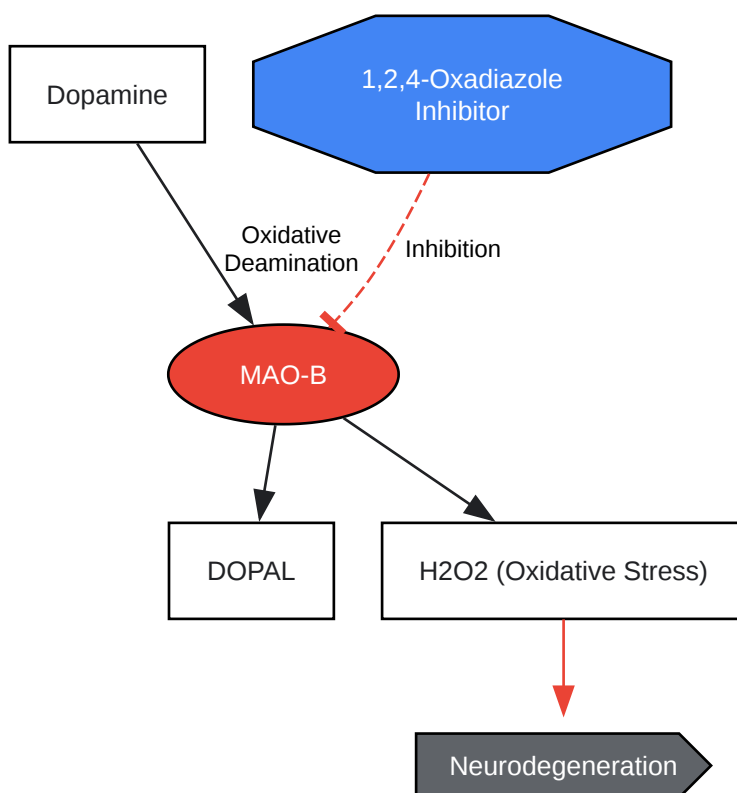 Dopamine
1,2,4-Oxadiazole
Inhibitor
Oxidative
Deamination
Inhibition
MAO-B
DOPAL
H2O2 (Oxidative Stress)
Neurodegeneration